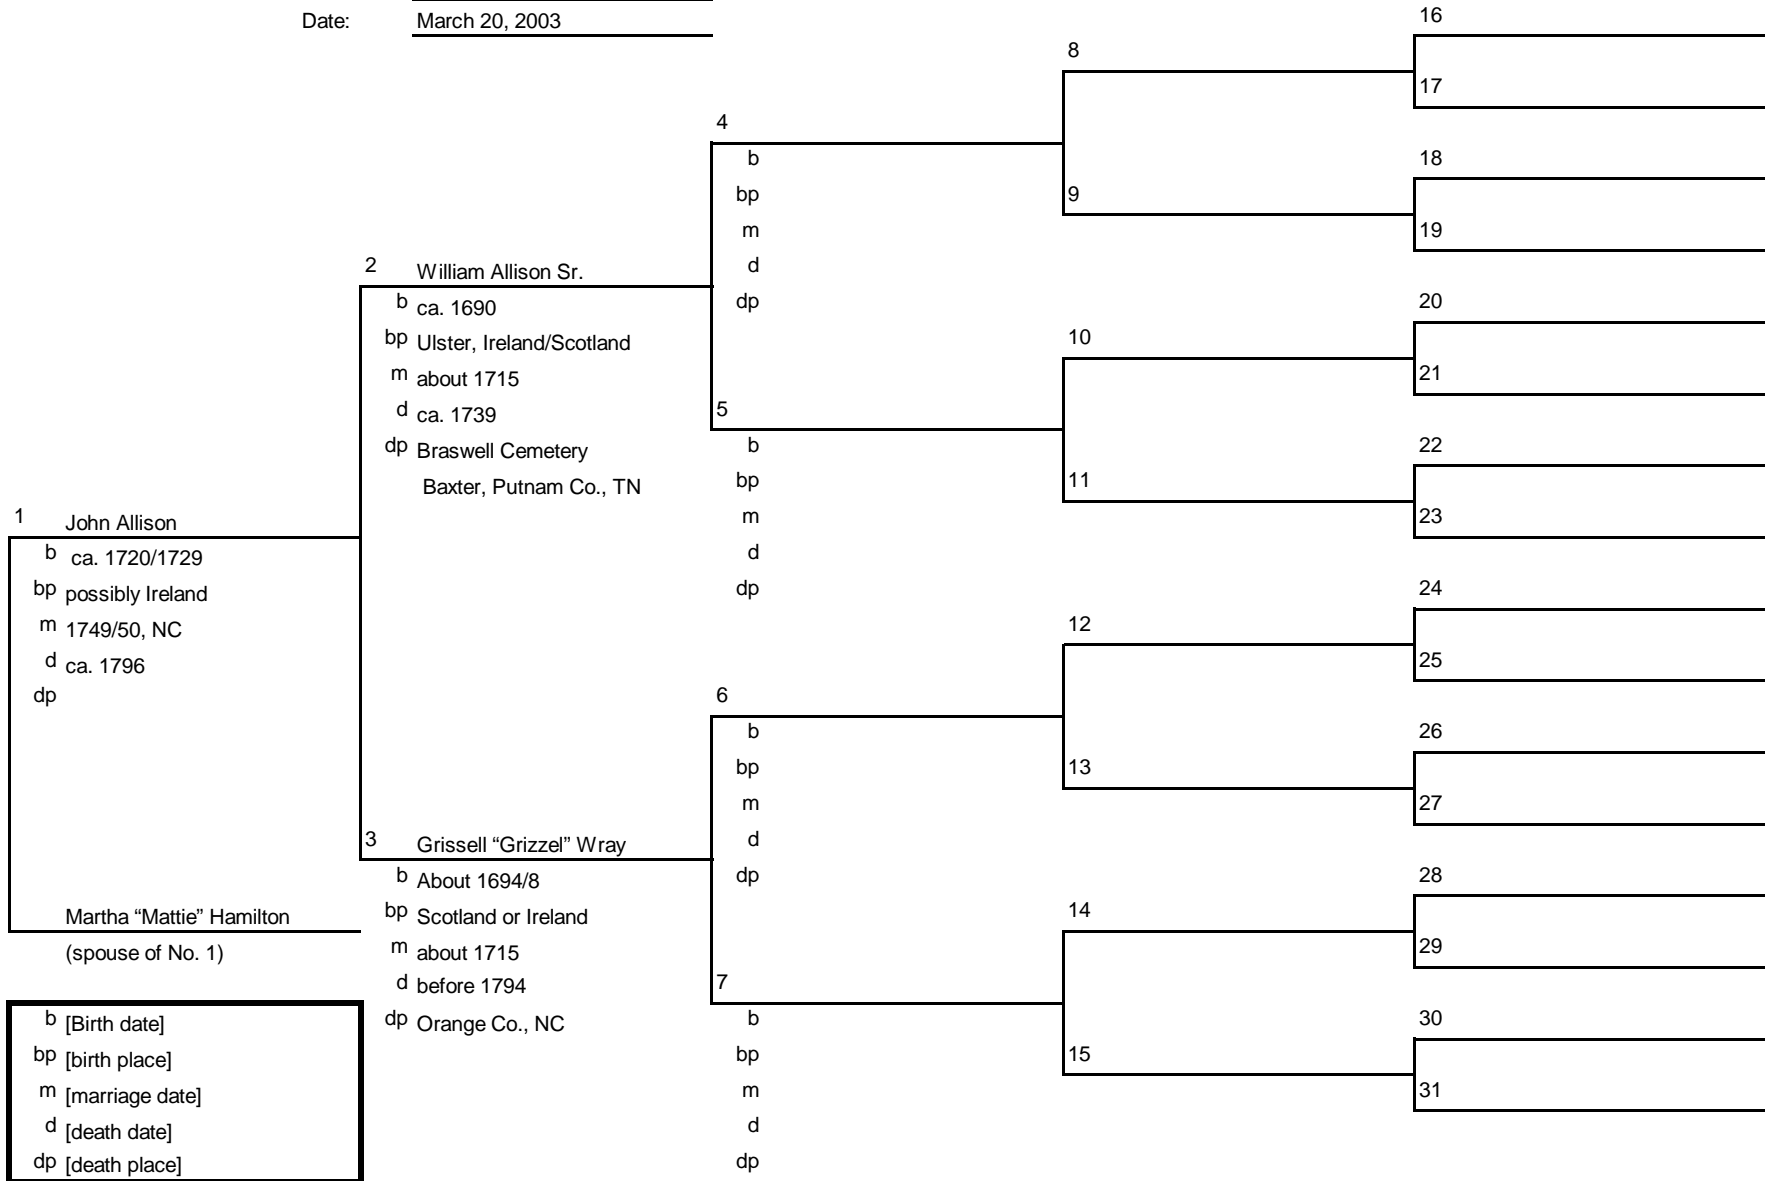 Date: March 20, 2003
1 John Allison
b ca. 1720/1729
bp possibly Ireland
m 1749/50, NC
d ca. 1796
dp
Martha “Mattie” Hamilton
(spouse of No. 1)
b [Birth date]
bp [birth place]
m [marriage date]
d [death date]
dp [death place]
2 William Allison Sr.
b ca. 1690
bp Ulster, Ireland/Scotland
m about 1715
d ca. 1739
dp Braswell Cemetery
Baxter, Putnam Co., TN
3 Grissell “Grizzel” Wray
b About 1694/8
bp Scotland or Ireland
m about 1715
d before 1794
dp Orange Co., NC
4
b
bp
m
d
dp
5
b
bp
m
d
dp
6
b
bp
m
d
dp
7
b
bp
m
d
dp
8
9
10
11
12
13
14
15
16
17
18
19
20
21
22
23
24
25
26
27
28
29
30
31